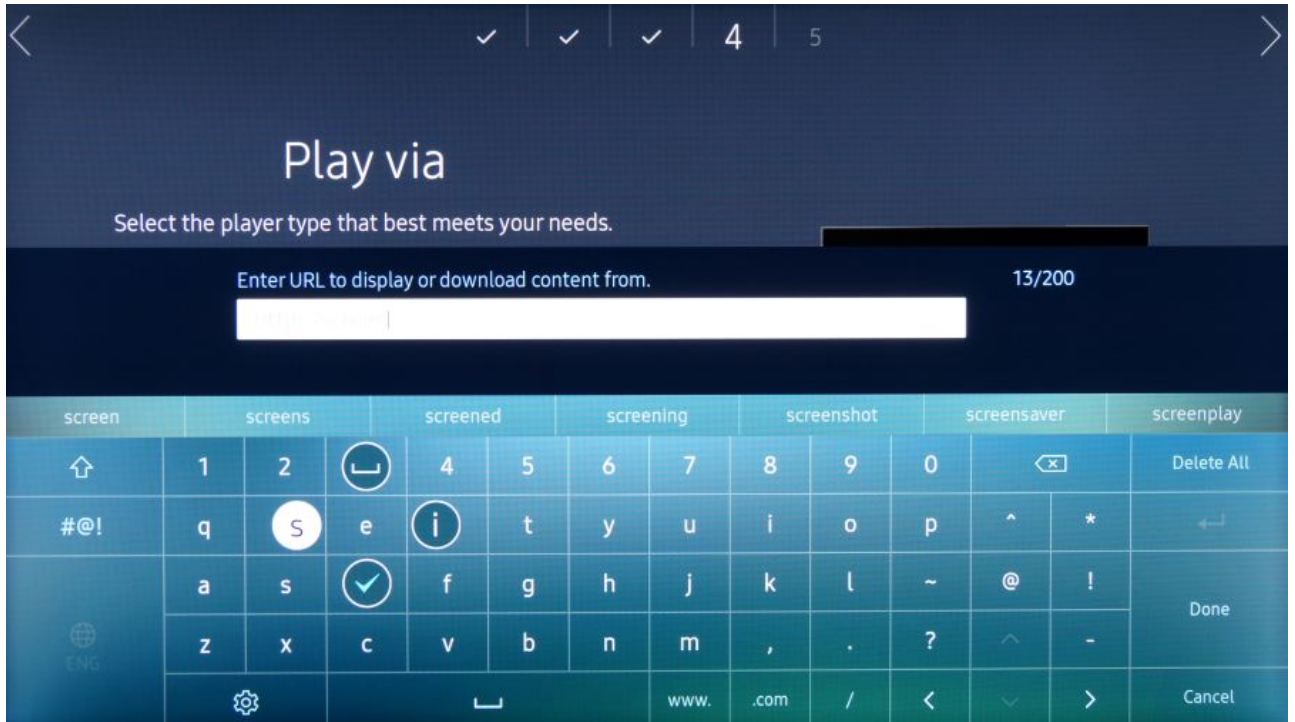 4 5
Play via
Select the player type that best meets your needs.
Enter URL to display or download content from. 13/200
screen screens screened screening screenshot screensaver screenplay
1 2 4 5 6 7 8 9 0 Delete All
#@! q s e i t y u i o p ^ *
a s f g h j k l ~ @ !
Done
ENG z x c v b n m , . ? -
www. .com / < > Cancel